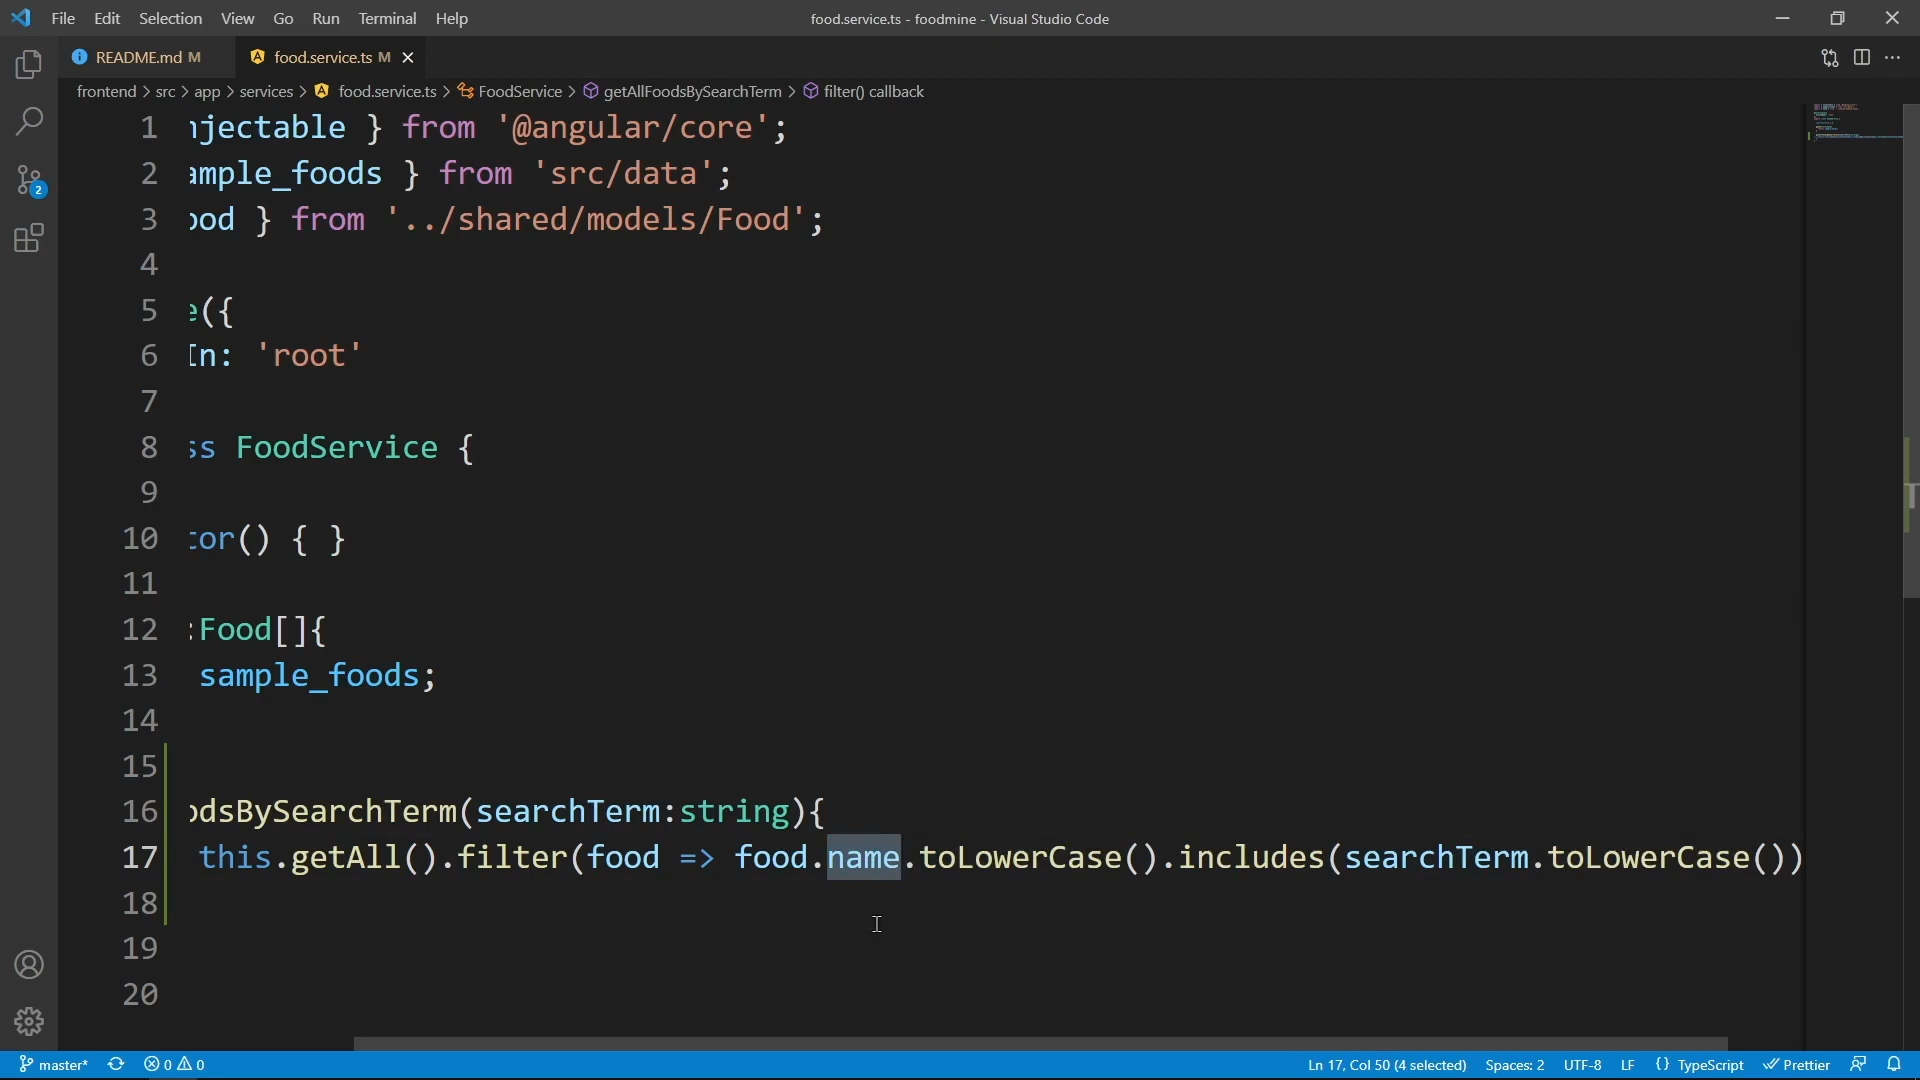 File Edit Selection View Go Run Terminal Help
food.service.ts - foodmine - Visual Studio Code
README.md M
food.service.ts M
frontend > src > app > services > food.service.ts > FoodService > getAllFoodsBySearchTerm > filter() callback
1 njectable } from '@angular/core';
2 ample_foods } from 'src/data';
3 ood } from '../shared/models/Food';
4
5 e({
6 In: 'root'
7
8 ss FoodService {
9
10 tor() { }
11
12 :Food[]{
13 sample_foods;
14
15
16 odsBySearchTerm(searchTerm:string){
17 this.getAll().filter(food => food.name.toLowerCase().includes(searchTerm.toLowerCase())
18
19
20
2
master* 0 0 Ln 17, Col 50 (4 selected) Spaces: 2 UTF-8 LF {} TypeScript Prettier